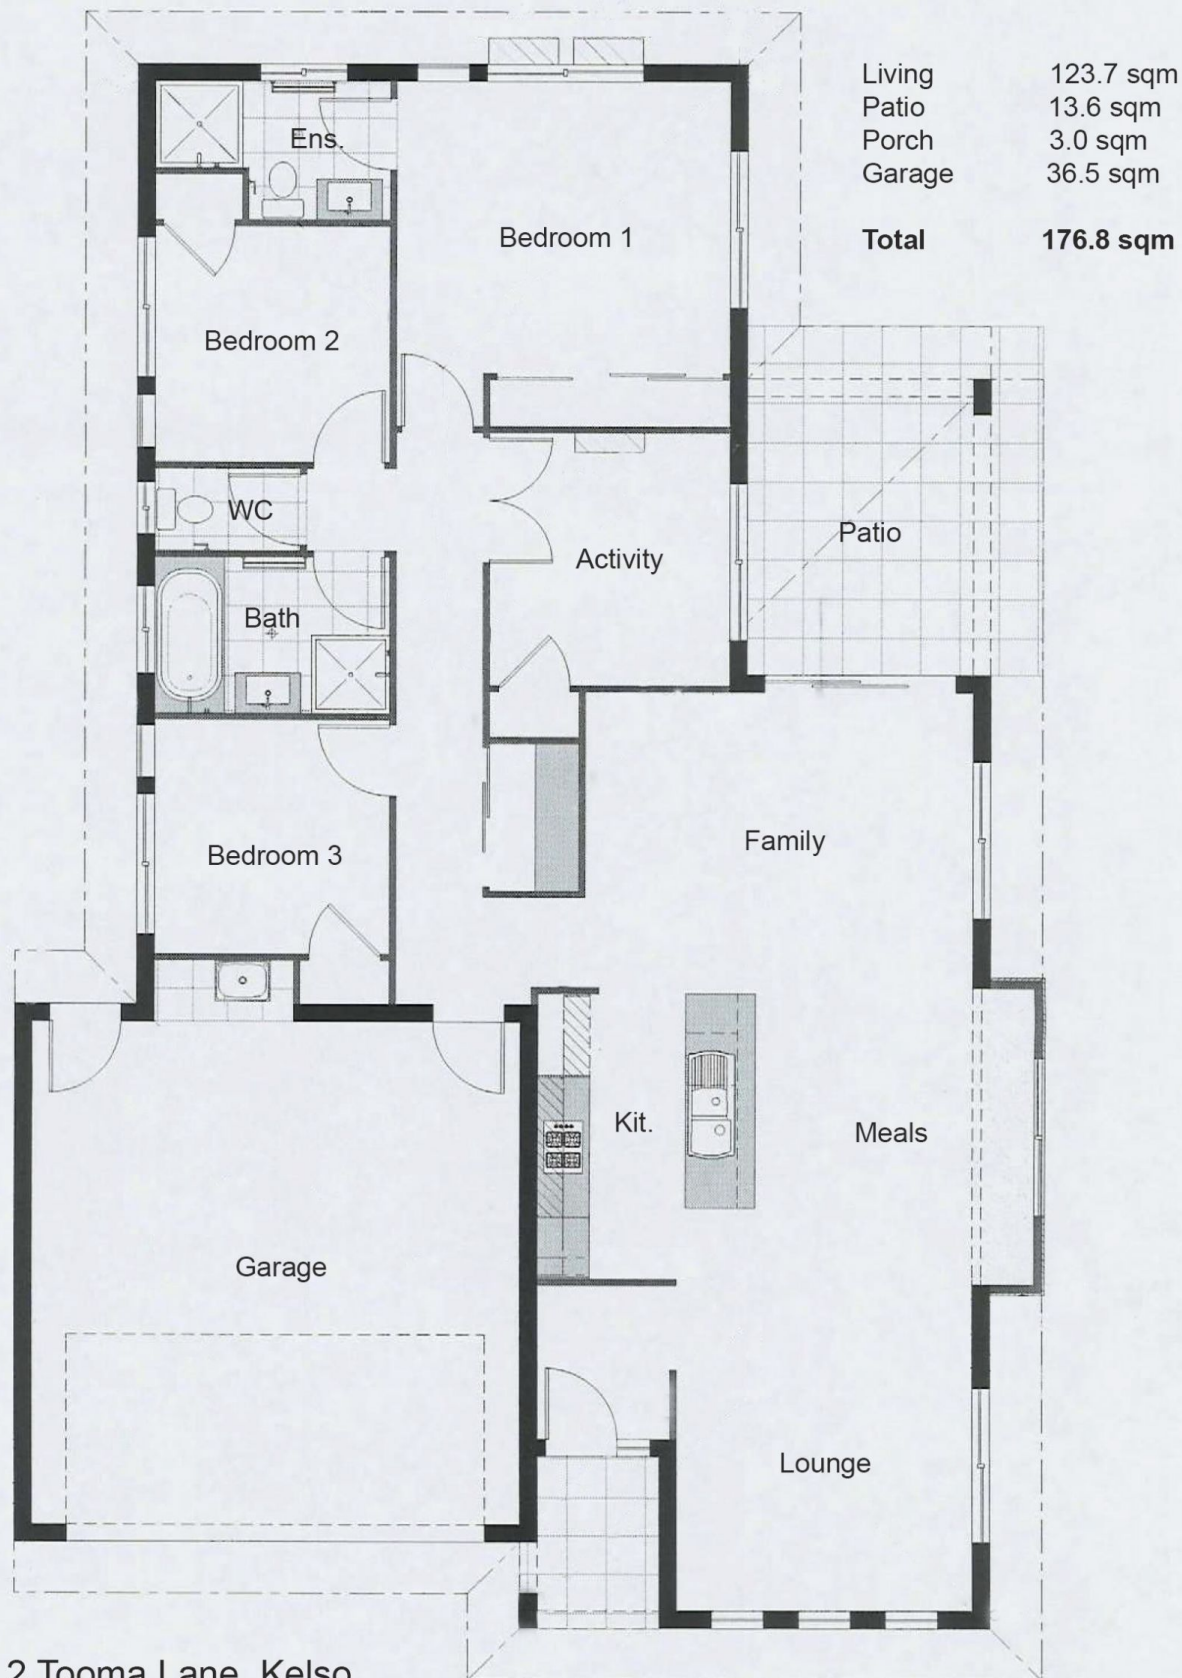 Living 123.7 sqm
Patio 13.6 sqm
Porch 3.0 sqm
Garage 36.5 sqm
Total 176.8 sqm
Ens.
Bedroom 1
Bedroom 2
WC
Activity
Patio
Bath
Family
Bedroom 3
Kit.
Meals
Garage
Lounge
2 Tooma Lane, Kelso